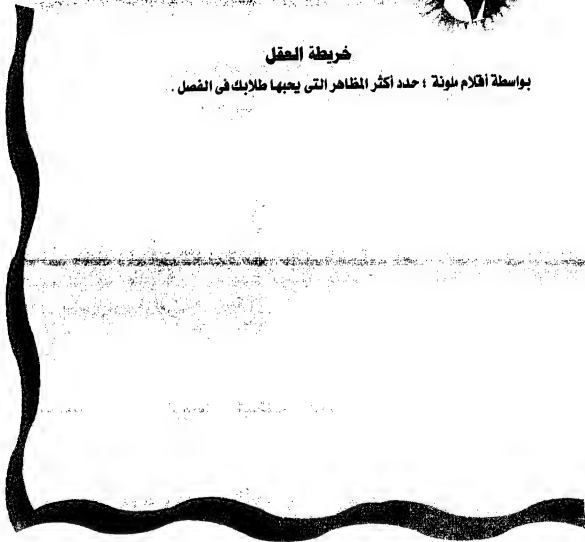 خريطة العقل
بواسطة أقلام ملونة ؛ حدد أكثر المظاهر التى يحبها طلابك فى الفصل .